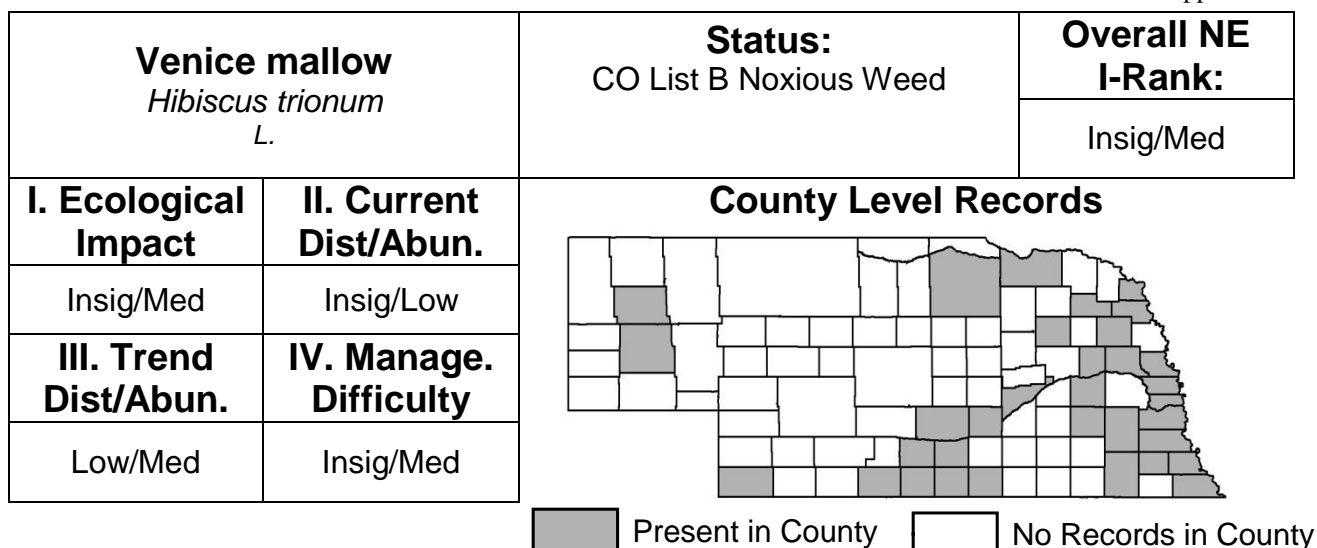 Venice mallow
Hibiscus trionum
L.
Status:
CO List B Noxious Weed
Overall NE
I-Rank:
Insig/Med
I. Ecological
Impact
II. Current
Dist/Abun.
Insig/Med
Insig/Low
III. Trend
Dist/Abun.
IV. Manage.
Difficulty
Low/Med
Insig/Med
County Level Records
Present in County
No Records in County